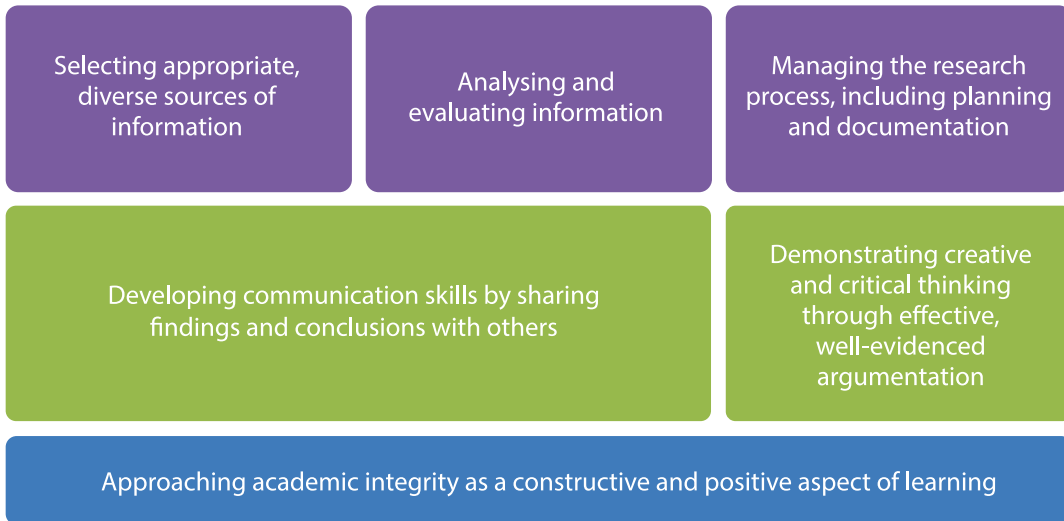 Selecting appropriate,
diverse sources of
information
Analysing and
evaluating information
Managing the research
process, including planning
and documentation
Developing communication skills by sharing
findings and conclusions with others
Demonstrating creative
and critical thinking
through effective,
well-evidenced
argumentation
Approaching academic integrity as a constructive and positive aspect of learning